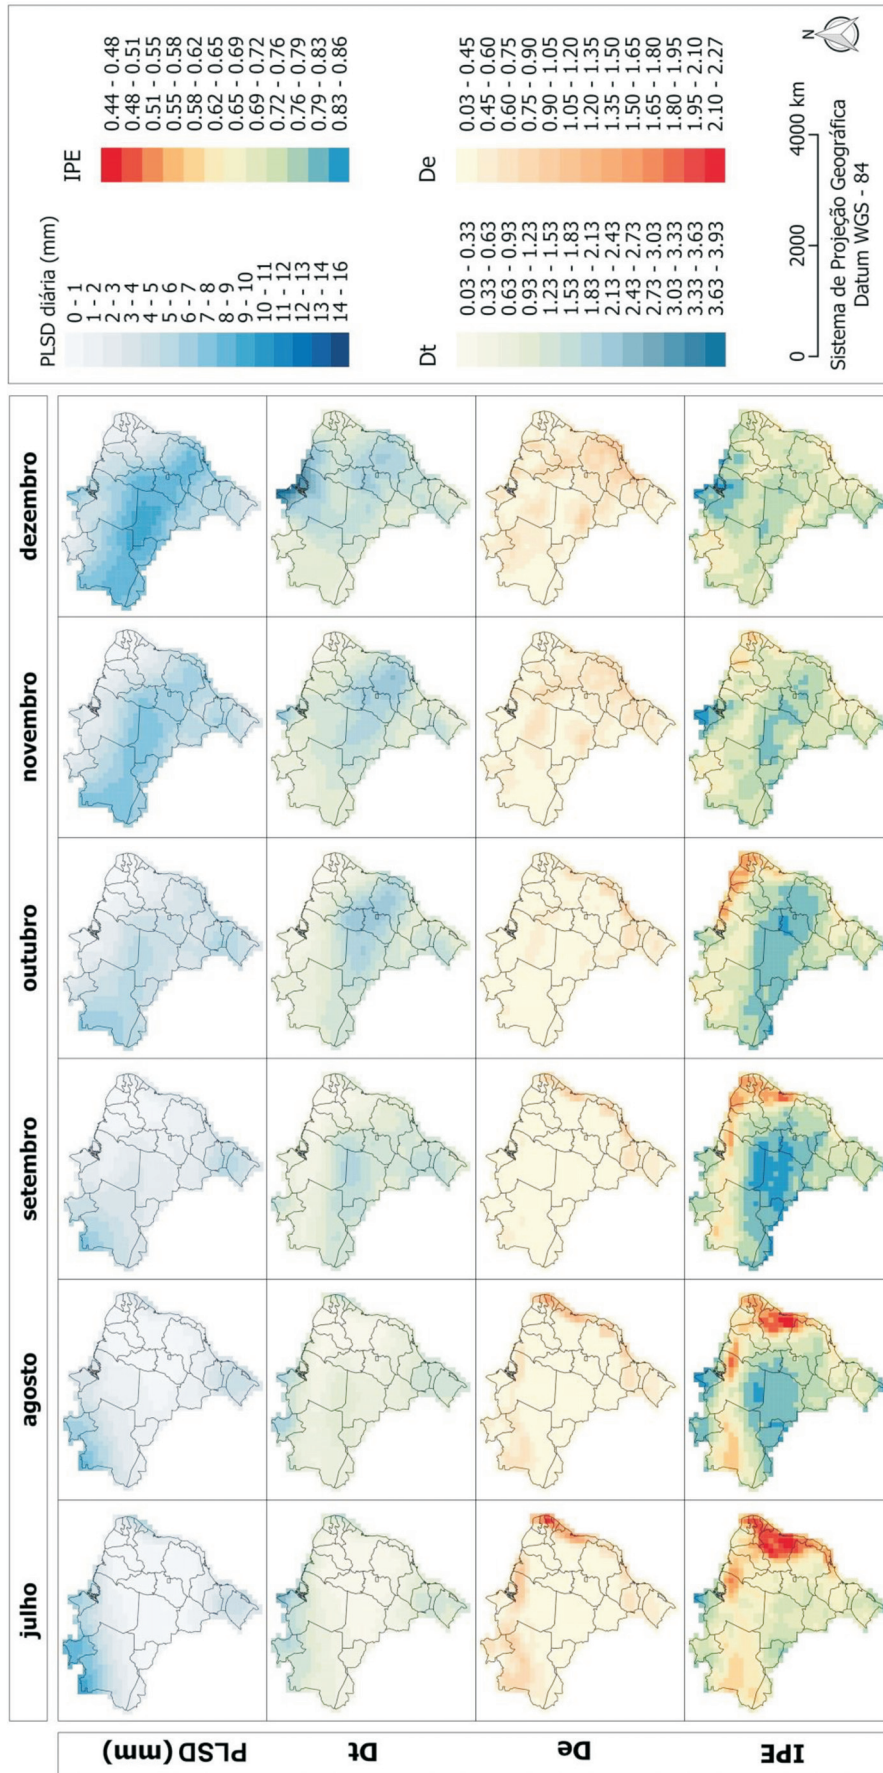 julho
agosto
setembro
outubro
novembro
dezembro
PLSD (mm)
Dt
De
IPE
PLSD diária (mm)
0 - 1
1 - 2
2 - 3
3 - 4
4 - 5
5 - 6
6 - 7
7 - 8
8 - 9
9 - 10
10 - 11
11 - 12
12 - 13
13 - 14
14 - 16
IPE
0.44 - 0.48
0.48 - 0.51
0.51 - 0.55
0.55 - 0.58
0.58 - 0.62
0.62 - 0.65
0.65 - 0.69
0.69 - 0.72
0.72 - 0.76
0.76 - 0.79
0.79 - 0.83
0.83 - 0.86
Dt
0.03 - 0.33
0.33 - 0.63
0.63 - 0.93
0.93 - 1.23
1.23 - 1.53
1.53 - 1.83
1.83 - 2.13
2.13 - 2.43
2.43 - 2.73
2.73 - 3.03
3.03 - 3.33
3.33 - 3.63
3.63 - 3.93
De
0.03 - 0.45
0.45 - 0.60
0.60 - 0.75
0.75 - 0.90
0.90 - 1.05
1.05 - 1.20
1.20 - 1.35
1.35 - 1.50
1.50 - 1.65
1.65 - 1.80
1.80 - 1.95
1.95 - 2.10
2.10 - 2.27
0 2000 4000 km
Sistema de Projeção Geográfica
Datum WGS - 84
N